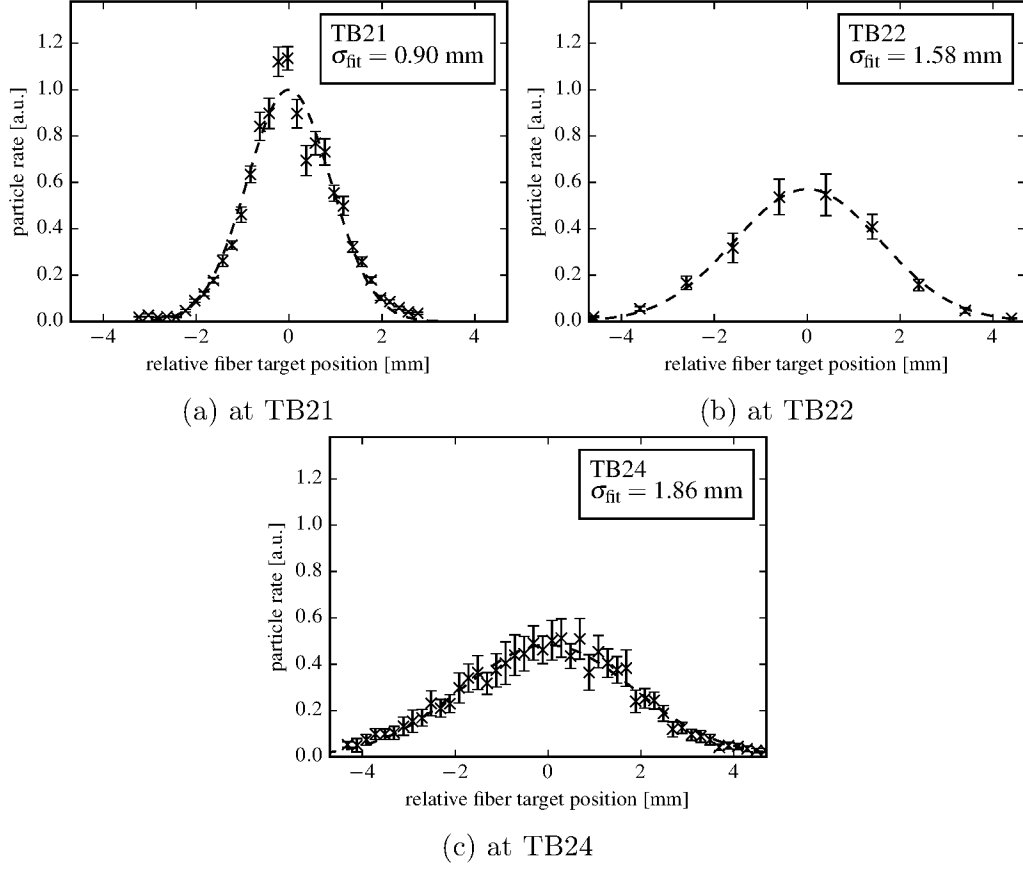 TB21
σfit = 0.90 mm
1.2
1.0
0.8
0.6
0.4
0.2
0.0
particle rate [a.u.]
−4 −2 0 2 4
relative fiber target position [mm]
(a) at TB21
TB22
σfit = 1.58 mm
1.2
1.0
0.8
0.6
0.4
0.2
0.0
particle rate [a.u.]
−4 −2 0 2 4
relative fiber target position [mm]
(b) at TB22
TB24
σfit = 1.86 mm
1.2
1.0
0.8
0.6
0.4
0.2
0.0
particle rate [a.u.]
−4 −2 0 2 4
relative fiber target position [mm]
(c) at TB24